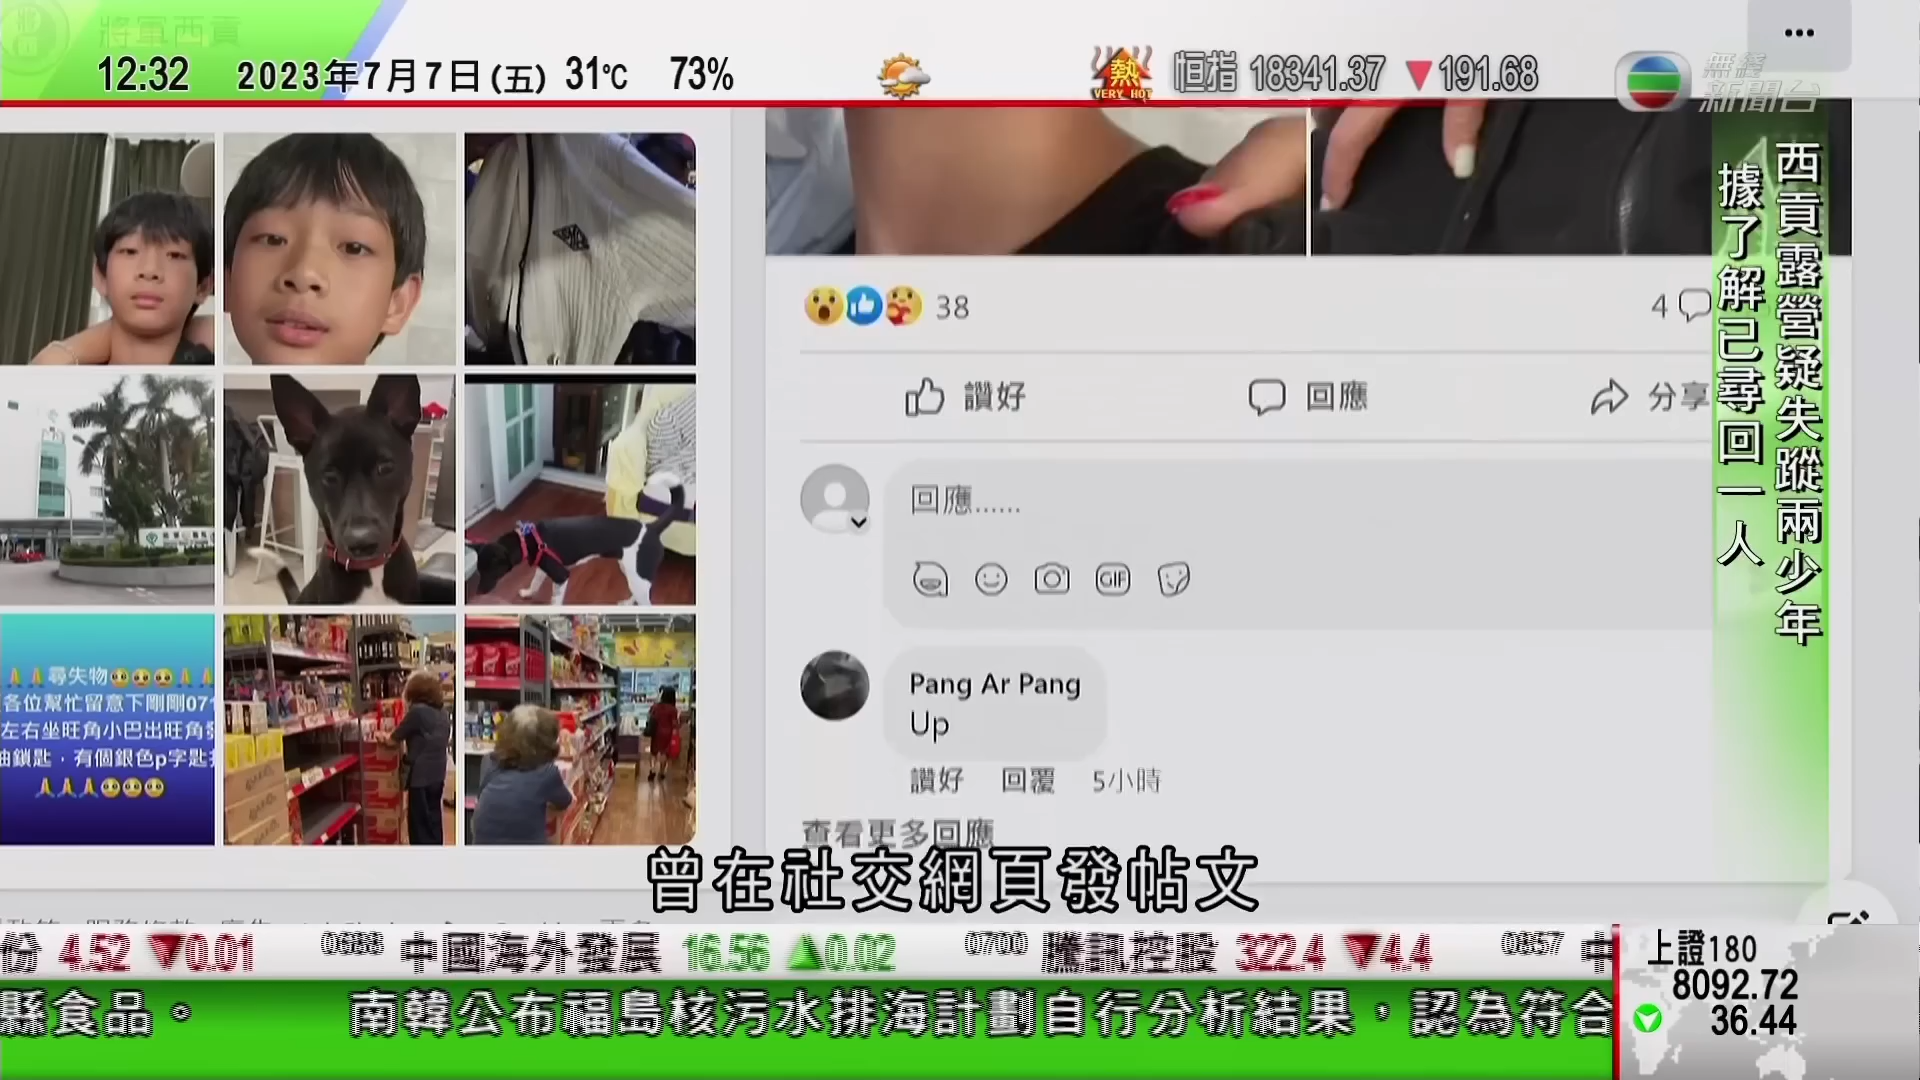 將軍西貢
12:32
2023年7月7日(五)
31℃
73%
熱
VERY HOT
恒指 18341.37 ▼191.68
無綫
新聞台
西貢露營疑失蹤兩少年
據了解已尋回一人
38
4
讚好
回應
分享
回應......
GIF
Pang Ar Pang
Up
讚好 回覆 5小時
查看更多回應
🙏🙏尋失物🥺🥺🥺🙏🙏
各位幫忙留意下剛剛07
左右坐旺角小巴出旺角
鎖匙，有個銀色p字匙
🙏🙏🙏🥺🥺🥺
曾在社交網頁發帖文
份 4.52 ▼0.01 0688 中國海外發展 16.56 ▲0.02 0700 騰訊控股 322.4 ▼4.4 0857 中
縣食品。 南韓公布福島核污水排海計劃自行分析結果，認為符合
上證180
8092.72
36.44